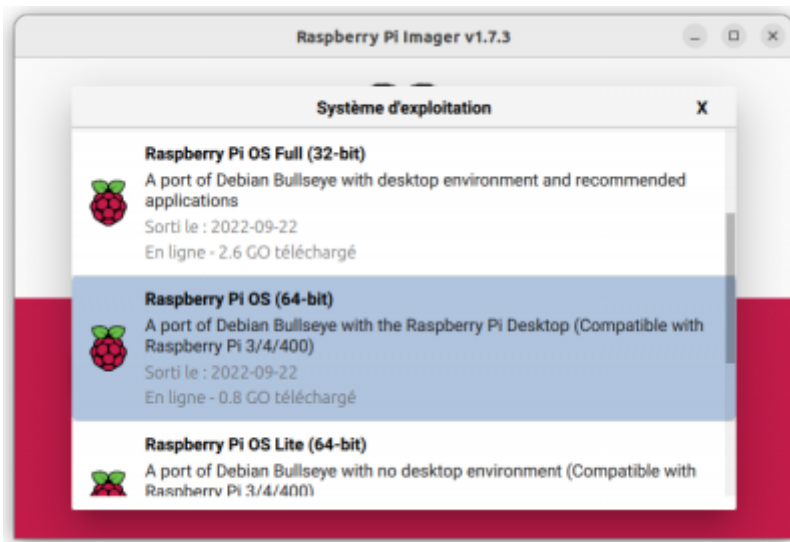 Raspberry Pi Imager v1.7.3
Système d'exploitation
X
Raspberry Pi OS Full (32-bit)
A port of Debian Bullseye with desktop environment and recommended
applications
Sorti le : 2022-09-22
En ligne - 2.6 GO téléchargé
Raspberry Pi OS (64-bit)
A port of Debian Bullseye with the Raspberry Pi Desktop (Compatible with
Raspberry Pi 3/4/400)
Sorti le : 2022-09-22
En ligne - 0.8 GO téléchargé
Raspberry Pi OS Lite (64-bit)
A port of Debian Bullseye with no desktop environment (Compatible with
Raspberry Pi 3/4/400)